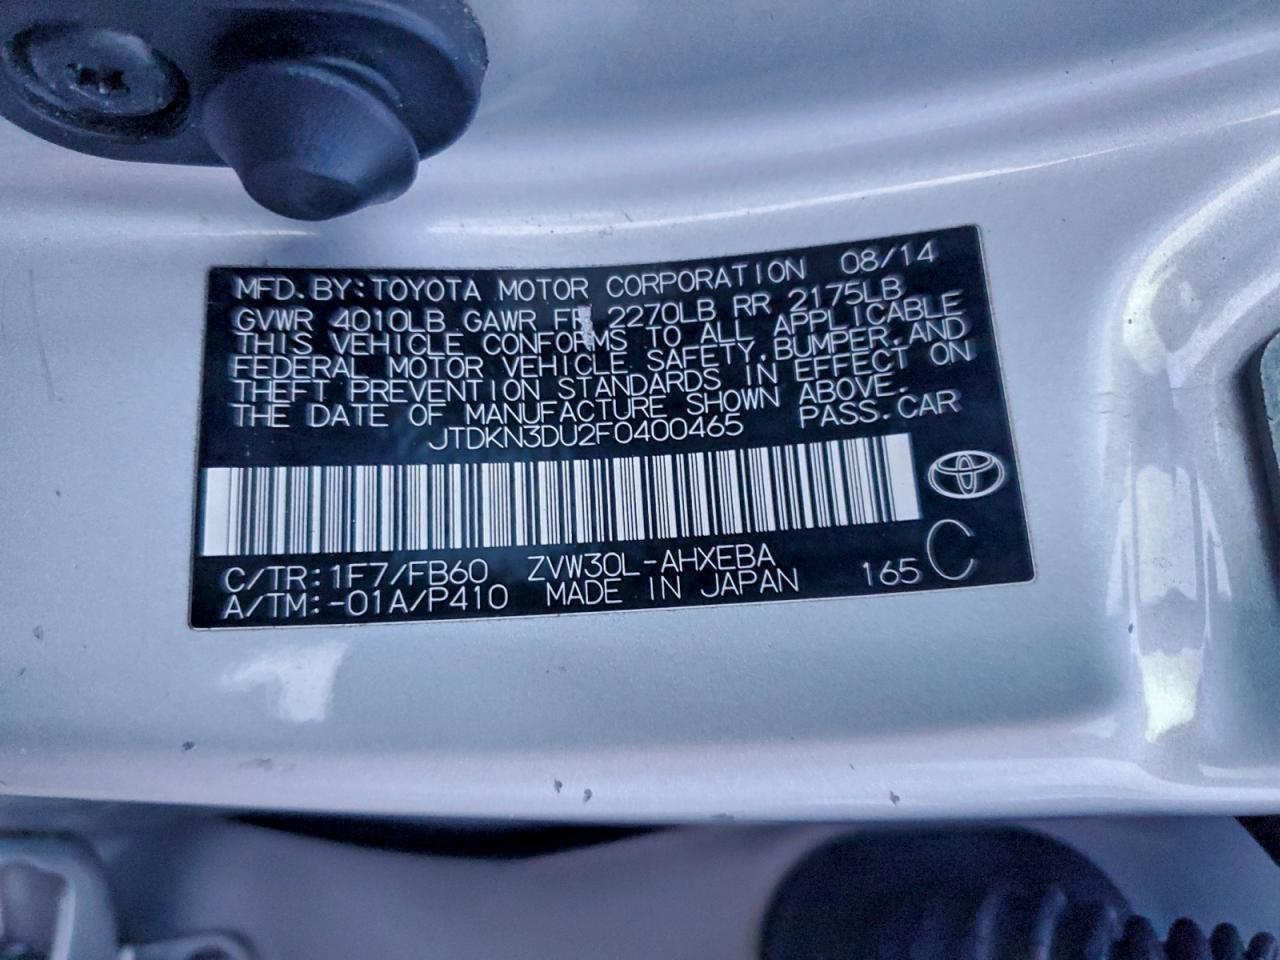 MFD. BY: TOYOTA MOTOR CORPORATION 08/14
GVWR 4010LB GAWR FR 2270LB RR 2175LB
THIS VEHICLE CONFORMS TO ALL APPLICABLE
FEDERAL MOTOR VEHICLE SAFETY, BUMPER, AND
THEFT PREVENTION STANDARDS IN EFFECT ON
THE DATE OF MANUFACTURE SHOWN ABOVE.
JTDKN3DU2F0400465 PASS. CAR
C/TR: 1F7/FB60 ZVW30L-AHXEBA
A/TM: -01A/P410 MADE IN JAPAN 165 C